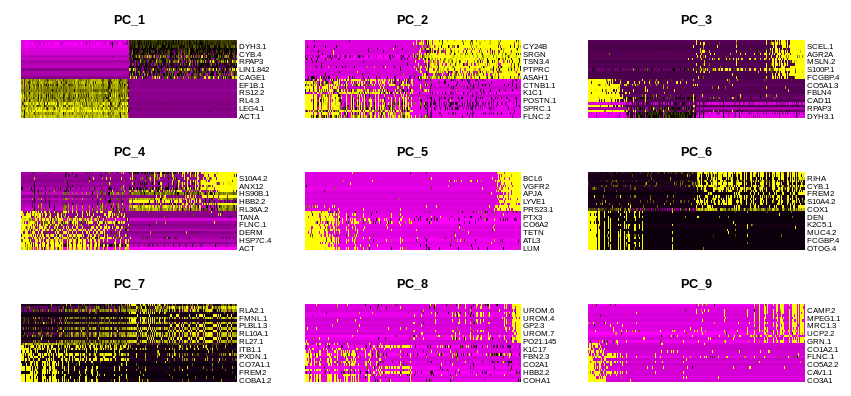 PC_1
DYH3.1
CYB.4
RPAP3
LIN1.842
CAGE1
EF1B.1
RS12.2
RL4.3
LEG4.1
ACT.1
PC_2
CY24B
SRGN
TSN3.4
PTPRC
ASAH1
CTNB1.1
K1C1
POSTN.1
SPRC.1
FLNC.2
PC_3
SCEL.1
AGR2A
MSLN.2
S100P.1
FCGBP.4
CO5A1.3
FBLN4
CAD11
RPAP3
DYH3.1
PC_4
S10A4.2
ANX12
HS90B.1
HBB2.2
RL36A.2
TANA
FLNC.1
DERM
HSP7C.4
ACT
PC_5
BCL6
VGFR2
APJA
LYVE1
PRS23.1
PTX3
CO6A2
TETN
ATL3
LUM
PC_6
RIHA
CYB.1
FREM2
S10A4.2
COX1
DEN
K2C5.1
MUC4.2
FCGBP.4
OTOG.4
PC_7
RLA2.1
FMNL.1
PLBL1.3
RL10A.1
RL27.1
ITB1.1
PXDN.1
CO7A1.1
FREM2
COBA1.2
PC_8
UROM.6
UROM.4
GP2.3
UROM.7
PO21.145
K1C17
FBN2.3
CO2A1
HBB2.2
COHA1
PC_9
CAMP.2
MPEG1.1
MRC1.3
UCP2.2
GRN.1
CO1A2.1
FLNC.1
CO5A2.2
CAV1.1
CO3A1